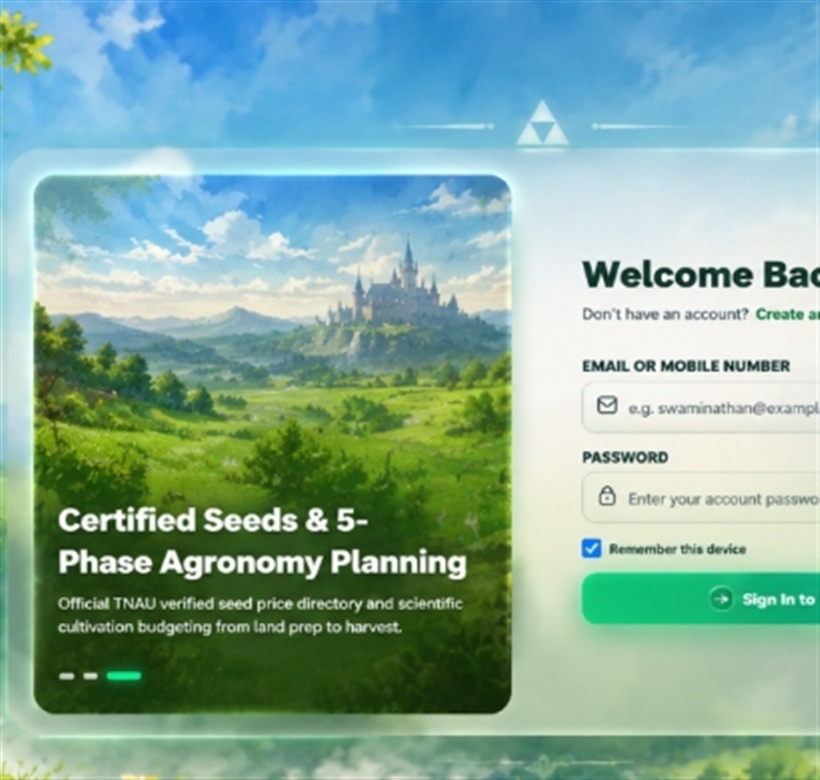 Certified Seeds & 5-
Phase Agronomy Planning
Official TNAU verified seed price directory and scientific
cultivation budgeting from land prep to harvest.
Welcome Bac
Don't have an account? Create an
EMAIL OR MOBILE NUMBER
e.g. swaminathan@exampl
PASSWORD
Enter your account passwo
Remember this device
Sign In to